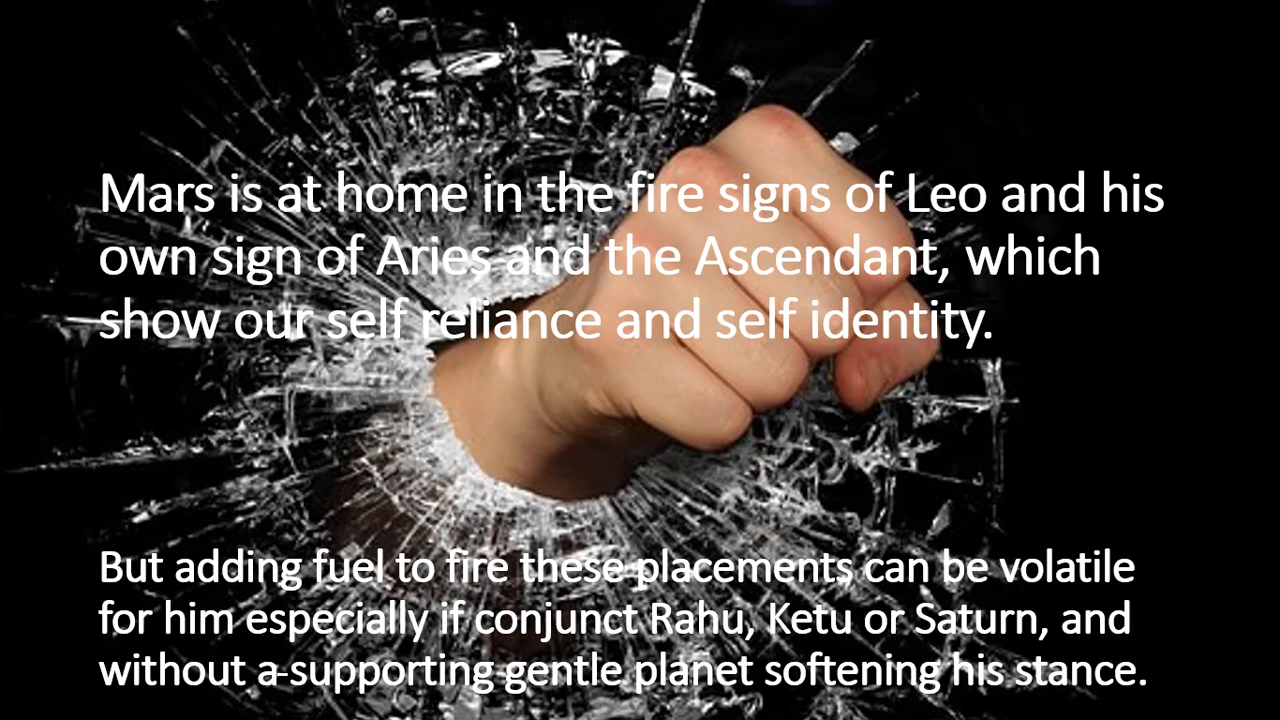 Mars is at home in the fire signs of Leo and his
own sign of Aries and the Ascendant, which
show our self reliance and self identity.
But adding fuel to fire these placements can be volatile
for him especially if conjunct Rahu, Ketu or Saturn, and
without a supporting gentle planet softening his stance.